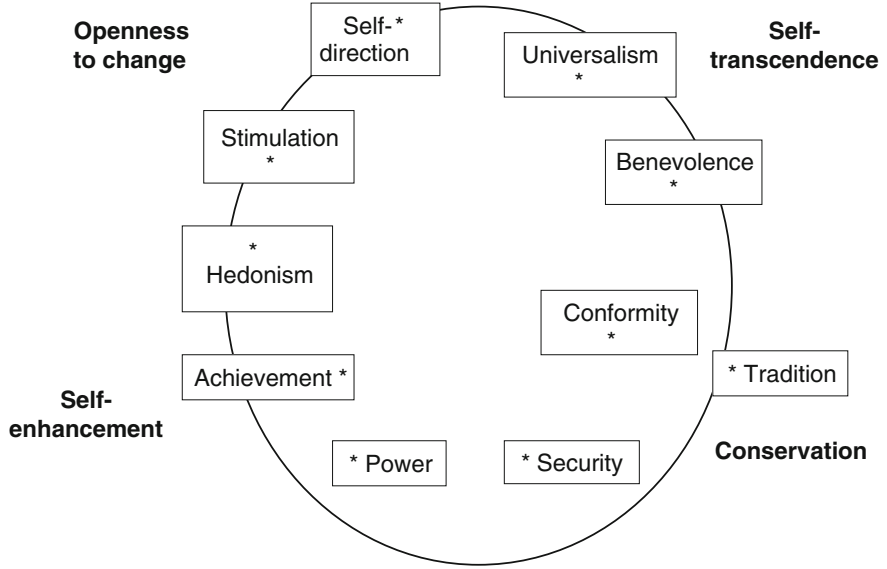 Openness
to change
Self-*
direction
Universalism
*
Self-
transcendence
Stimulation
*
Benevolence
*
*
Hedonism
Conformity
*
Achievement *
* Tradition
Self-
enhancement
* Power
* Security
Conservation